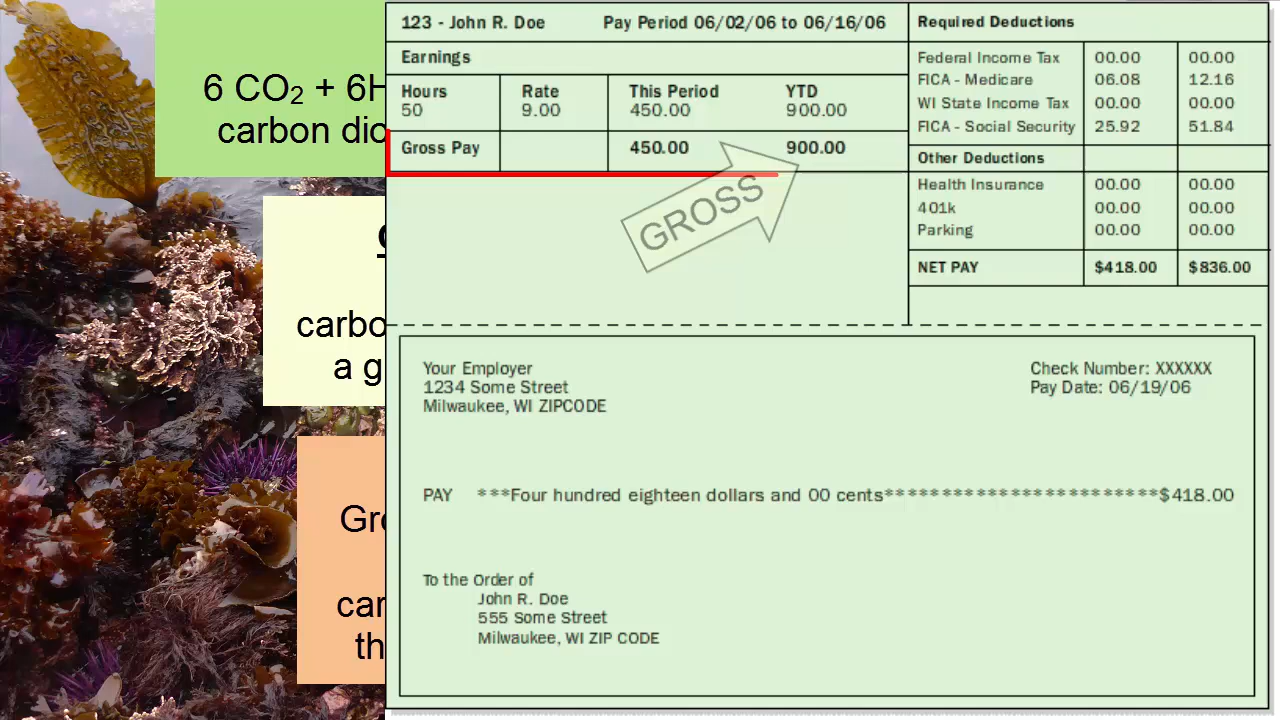 6 CO₂ + 6H
carbon dio
carbo
a g
Gro
car
th
123 - John R. Doe Pay Period 06/02/06 to 06/16/06
Earnings
Hours Rate This Period YTD
50 9.00 450.00 900.00
Gross Pay 450.00 900.00
GROSS
Required Deductions
Federal Income Tax 00.00 00.00
FICA - Medicare 06.08 12.16
WI State Income Tax 00.00 00.00
FICA - Social Security 25.92 51.84
Other Deductions
Health Insurance 00.00 00.00
401k 00.00 00.00
Parking 00.00 00.00
NET PAY $418.00 $836.00
Your Employer
1234 Some Street
Milwaukee, WI ZIPCODE
Check Number: XXXXXX
Pay Date: 06/19/06
PAY ***Four hundred eighteen dollars and 00 cents************************$418.00
To the Order of
John R. Doe
555 Some Street
Milwaukee, WI ZIP CODE